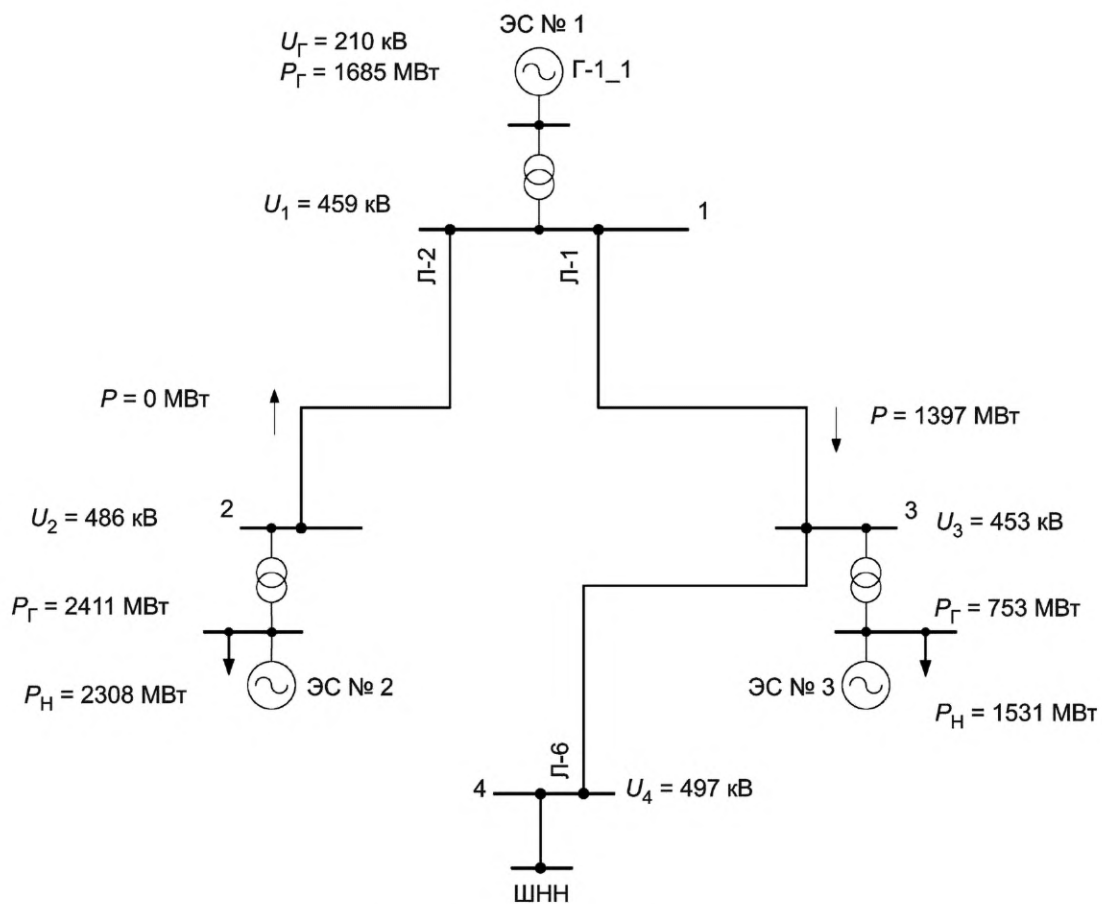 ЭС № 1
U_Г = 210 кВ
P_Г = 1685 МВт
Г-1_1
U_1 = 459 кВ
1
Л-2
Л-1
P = 0 МВт
P = 1397 МВт
2
U_2 = 486 кВ
3
U_3 = 453 кВ
P_Г = 2411 МВт
P_Г = 753 МВт
P_Н = 2308 МВт
ЭС № 2
ЭС № 3
P_Н = 1531 МВт
Л-6
4
U_4 = 497 кВ
ШНН